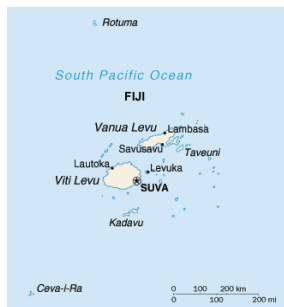 Rotuma
South Pacific Ocean
FIJI
Vanua Levu
Lambasa
Savusavu
Taveuni
Lautoka
Levuka
Viti Levu
SUVA
Kadavu
Ceva-I-Ra
0 100 200 km
0 100 200 mi